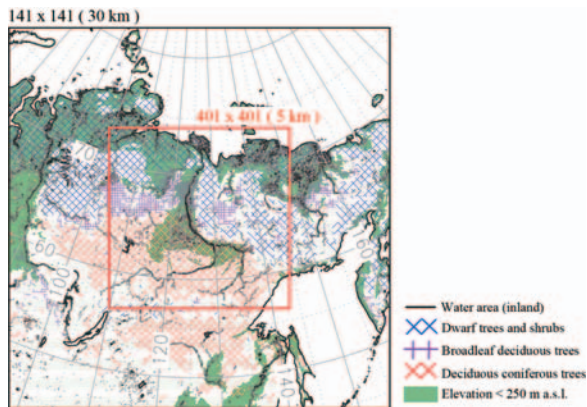 141 x 141 ( 30 km )
401 x 401 ( 5 km )
70
60
100
120
140
60
Water area (inland)
Dwarf trees and shrubs
Broadleaf deciduous trees
Deciduous coniferous trees
Elevation < 250 m a.s.l.